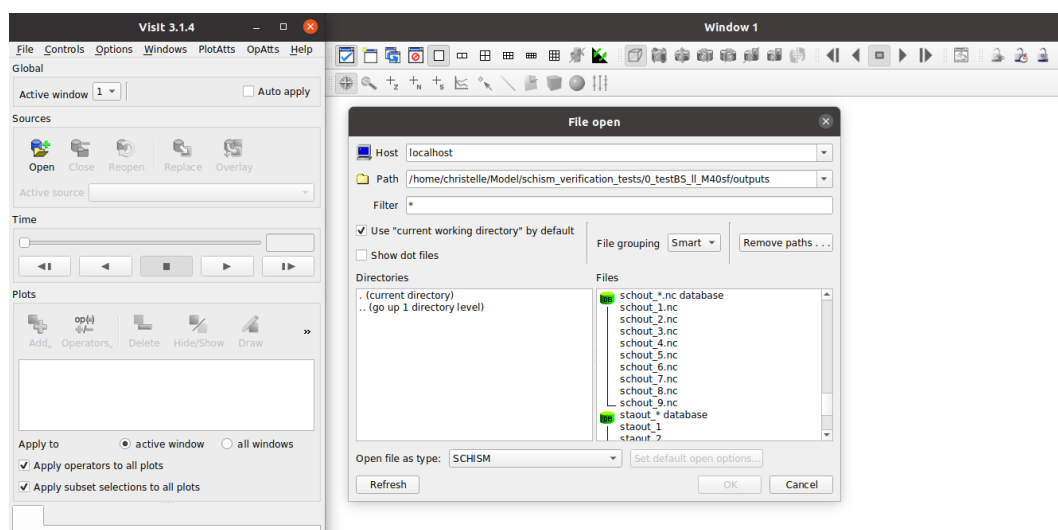 VisIt 3.1.4
File Controls Options Windows PlotAtts OpAtts Help
Global
Active window 1
Auto apply
Sources
Open Close Reopen Replace Overlay
Active source
Time
Plots
op(◦) +/−
Add Operators Delete Hide/Show Draw »
Apply to active window all windows
Apply operators to all plots
Apply subset selections to all plots
Window 1
File open
Host localhost
Path /home/christelle/Model/schism_verification_tests/0_testBS_ll_M40sf/outputs
Filter *
Use "current working directory" by default
Show dot files
File grouping Smart
Remove paths . . .
Directories
. (current directory)
.. (go up 1 directory level)
Files
DB schout_*.nc database
schout_1.nc
schout_2.nc
schout_3.nc
schout_4.nc
schout_5.nc
schout_6.nc
schout_7.nc
schout_8.nc
schout_9.nc
DB staout_* database
staout_1
staout_2
Open file as type: SCHISM
Set default open options...
Refresh
OK
Cancel